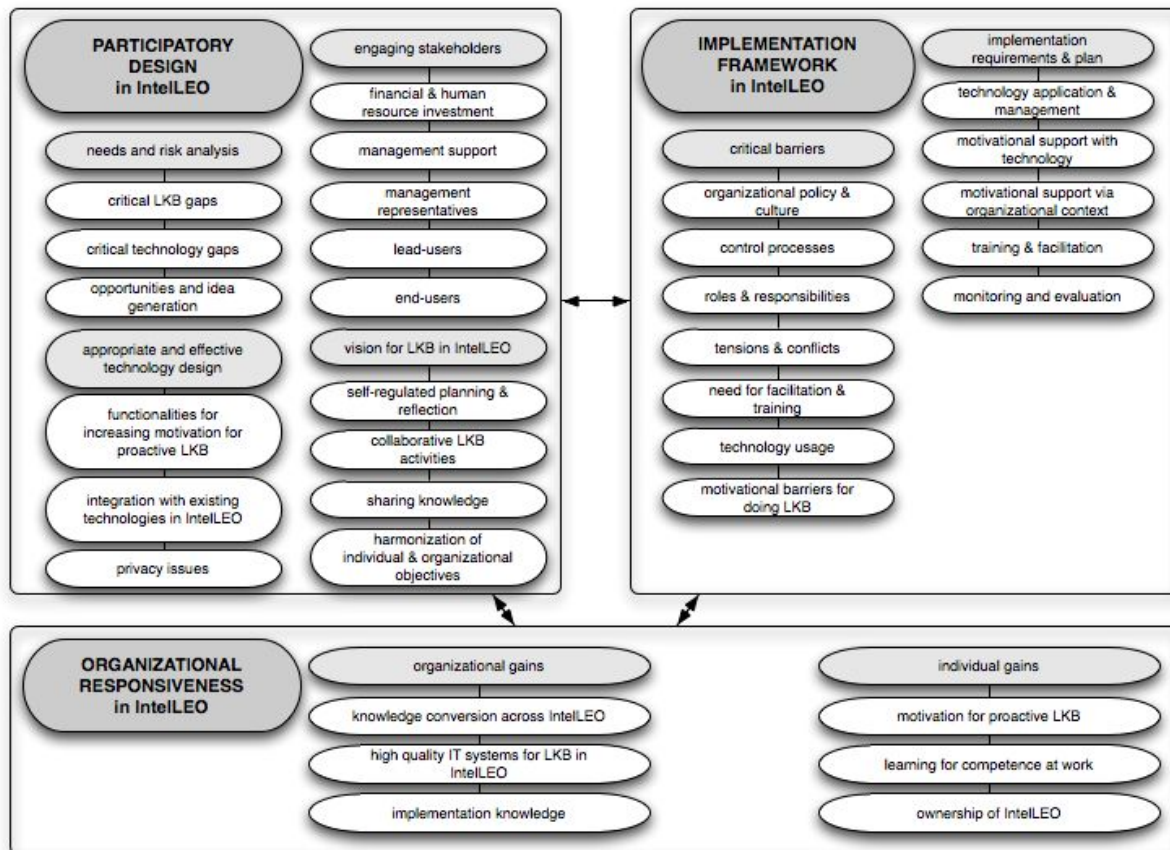 PARTICIPATORY
DESIGN
in IntelLEO
needs and risk analysis
critical LKB gaps
critical technology gaps
opportunities and idea
generation
appropriate and effective
technology design
functionalities for
increasing motivation for
proactive LKB
integration with existing
technologies in IntelLEO
privacy issues
engaging stakeholders
financial & human
resource investment
management support
management
representatives
lead-users
end-users
vision for LKB in IntelLEO
self-regulated planning &
reflection
collaborative LKB
activities
sharing knowledge
harmonization of
individual & organizational
objectives
IMPLEMENTATION
FRAMEWORK
in IntelLEO
critical barriers
organizational policy &
culture
control processes
roles & responsibilities
tensions & conflicts
need for facilitation &
training
technology usage
motivational barriers for
doing LKB
implementation
requirements & plan
technology application &
management
motivational support with
technology
motivational support via
organizational context
training & facilitation
monitoring and evaluation
ORGANIZATIONAL
RESPONSIVENESS
in IntelLEO
organizational gains
knowledge conversion across IntelLEO
high quality IT systems for LKB in
IntelLEO
implementation knowledge
individual gains
motivation for proactive LKB
learning for competence at work
ownership of IntelLEO